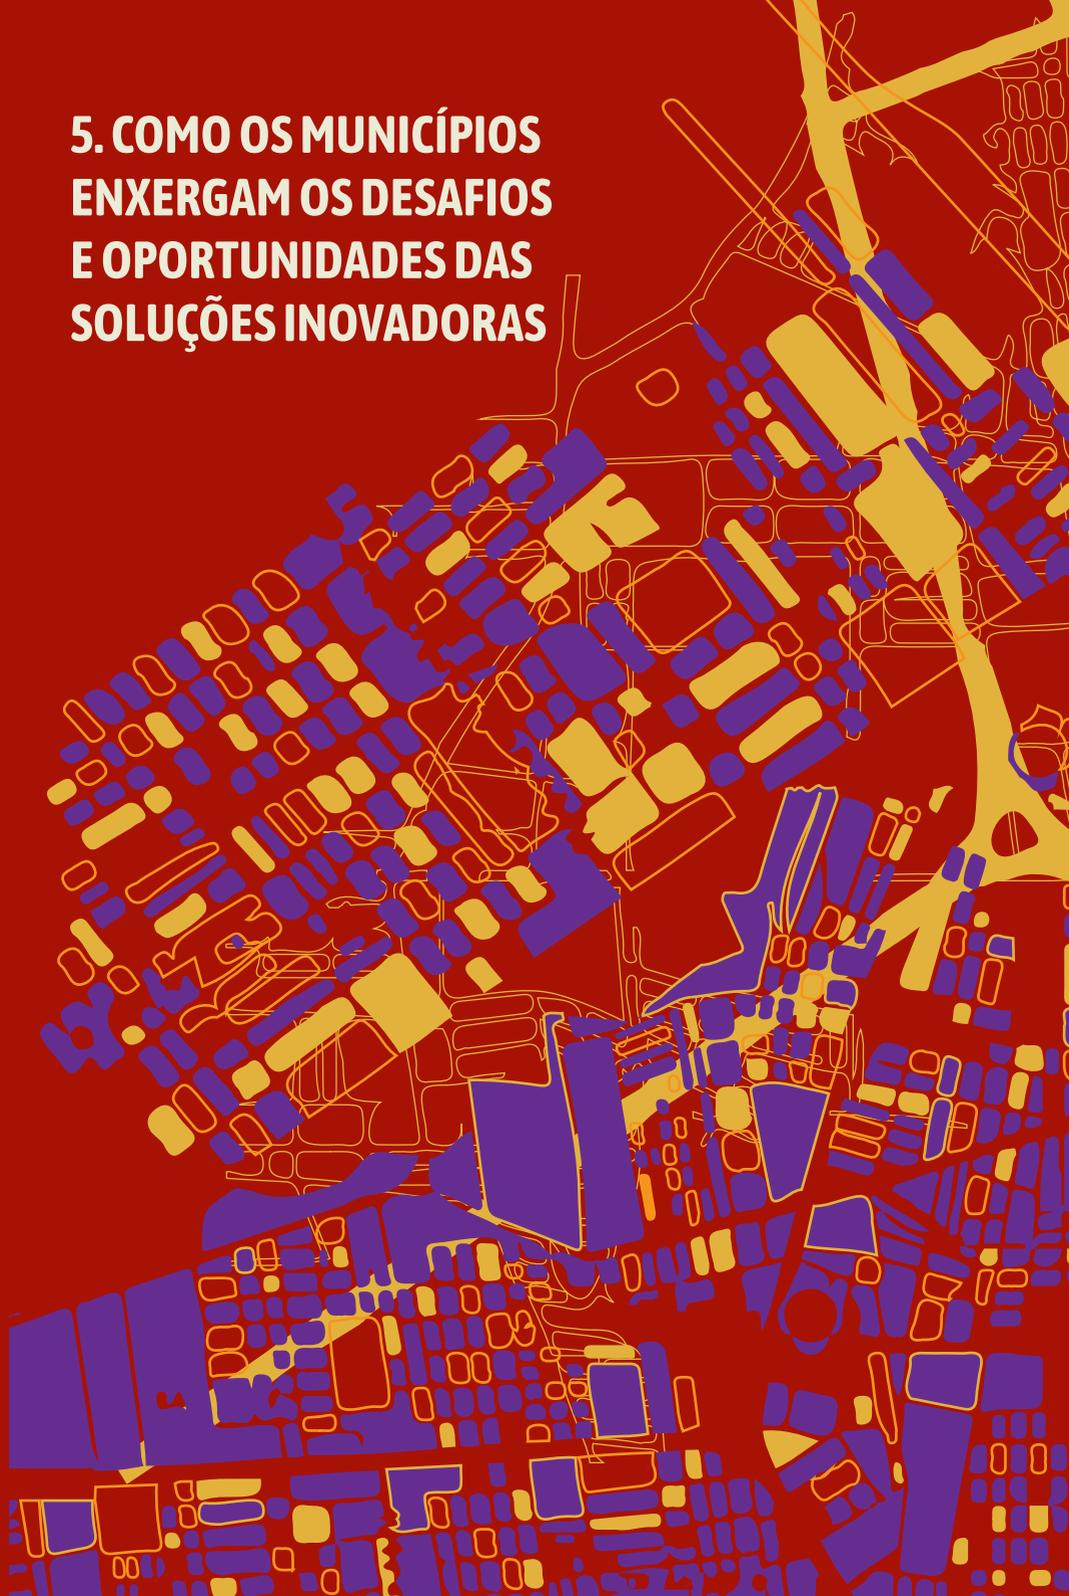 5. COMO OS MUNICÍPIOS
ENXERGAM OS DESAFIOS
E OPORTUNIDADES DAS
SOLUÇÕES INOVADORAS